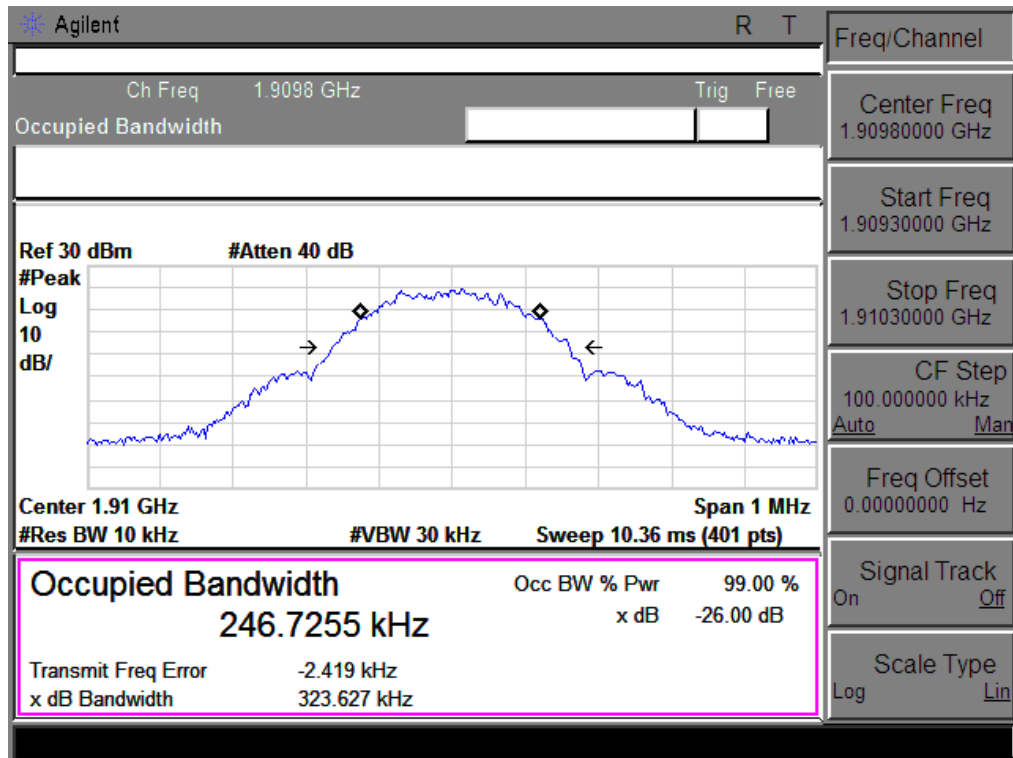 Agilent R T
Ch Freq 1.9098 GHz Trig Free
Occupied Bandwidth
Ref 30 dBm #Atten 40 dB
#Peak
Log
10
dB/
Center 1.91 GHz Span 1 MHz
#Res BW 10 kHz #VBW 30 kHz Sweep 10.36 ms (401 pts)
Occupied Bandwidth Occ BW % Pwr 99.00 %
246.7255 kHz x dB -26.00 dB
Transmit Freq Error -2.419 kHz
x dB Bandwidth 323.627 kHz
Freq/Channel
Center Freq
1.90980000 GHz
Start Freq
1.90930000 GHz
Stop Freq
1.91030000 GHz
CF Step
100.000000 kHz
Auto Man
Freq Offset
0.00000000 Hz
Signal Track
On Off
Scale Type
Log Lin